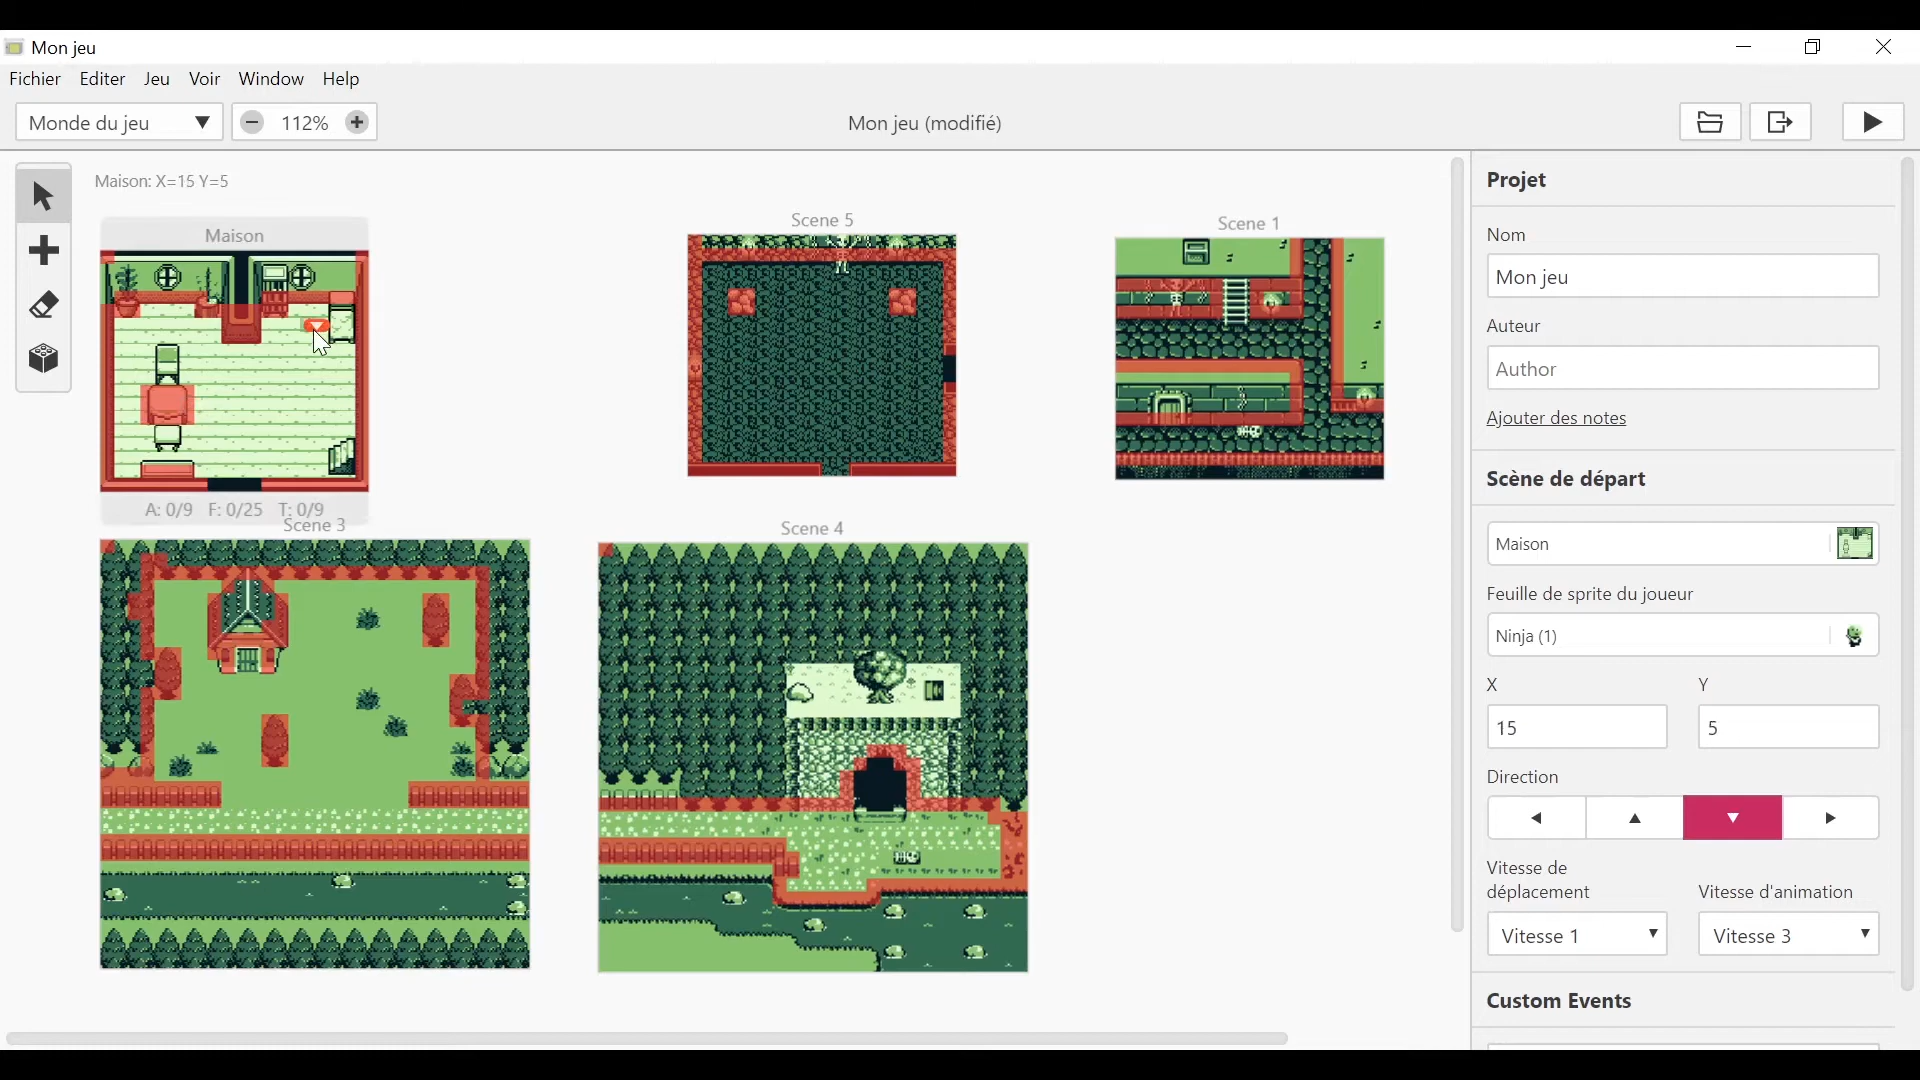 Mon jeu
Fichier Editer Jeu Voir Window Help
Monde du jeu 112% Mon jeu (modifié)
Maison: X=15 Y=5
Maison
Scene 5
Scene 1
A: 0/9 F: 0/25 T: 0/9
Scene 3
Scene 4
Projet
Nom
Mon jeu
Auteur
Author
Ajouter des notes
Scène de départ
Maison
Feuille de sprite du joueur
Ninja (1)
X Y
15 5
Direction
Vitesse de
déplacement Vitesse d'animation
Vitesse 1 Vitesse 3
Custom Events